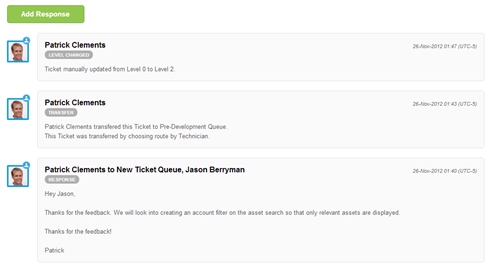 Add Response
Patrick Clements
26-Nov-2012 01:47 (UTC-5)
LEVEL CHANGED
Ticket manually updated from Level 0 to Level 2.
Patrick Clements
26-Nov-2012 01:43 (UTC-5)
TRANSFER
Patrick Clements transfered this Ticket to Pre-Development Queue.
This Ticket was transferred by choosing route by Technician.
Patrick Clements to New Ticket Queue, Jason Berryman
26-Nov-2012 01:40 (UTC-5)
RESPONSE
Hey Jason,
Thanks for the feedback. We will look into creating an account filter on the asset search so that only relevant assets are displayed.
Thanks for the feedback!
Patrick